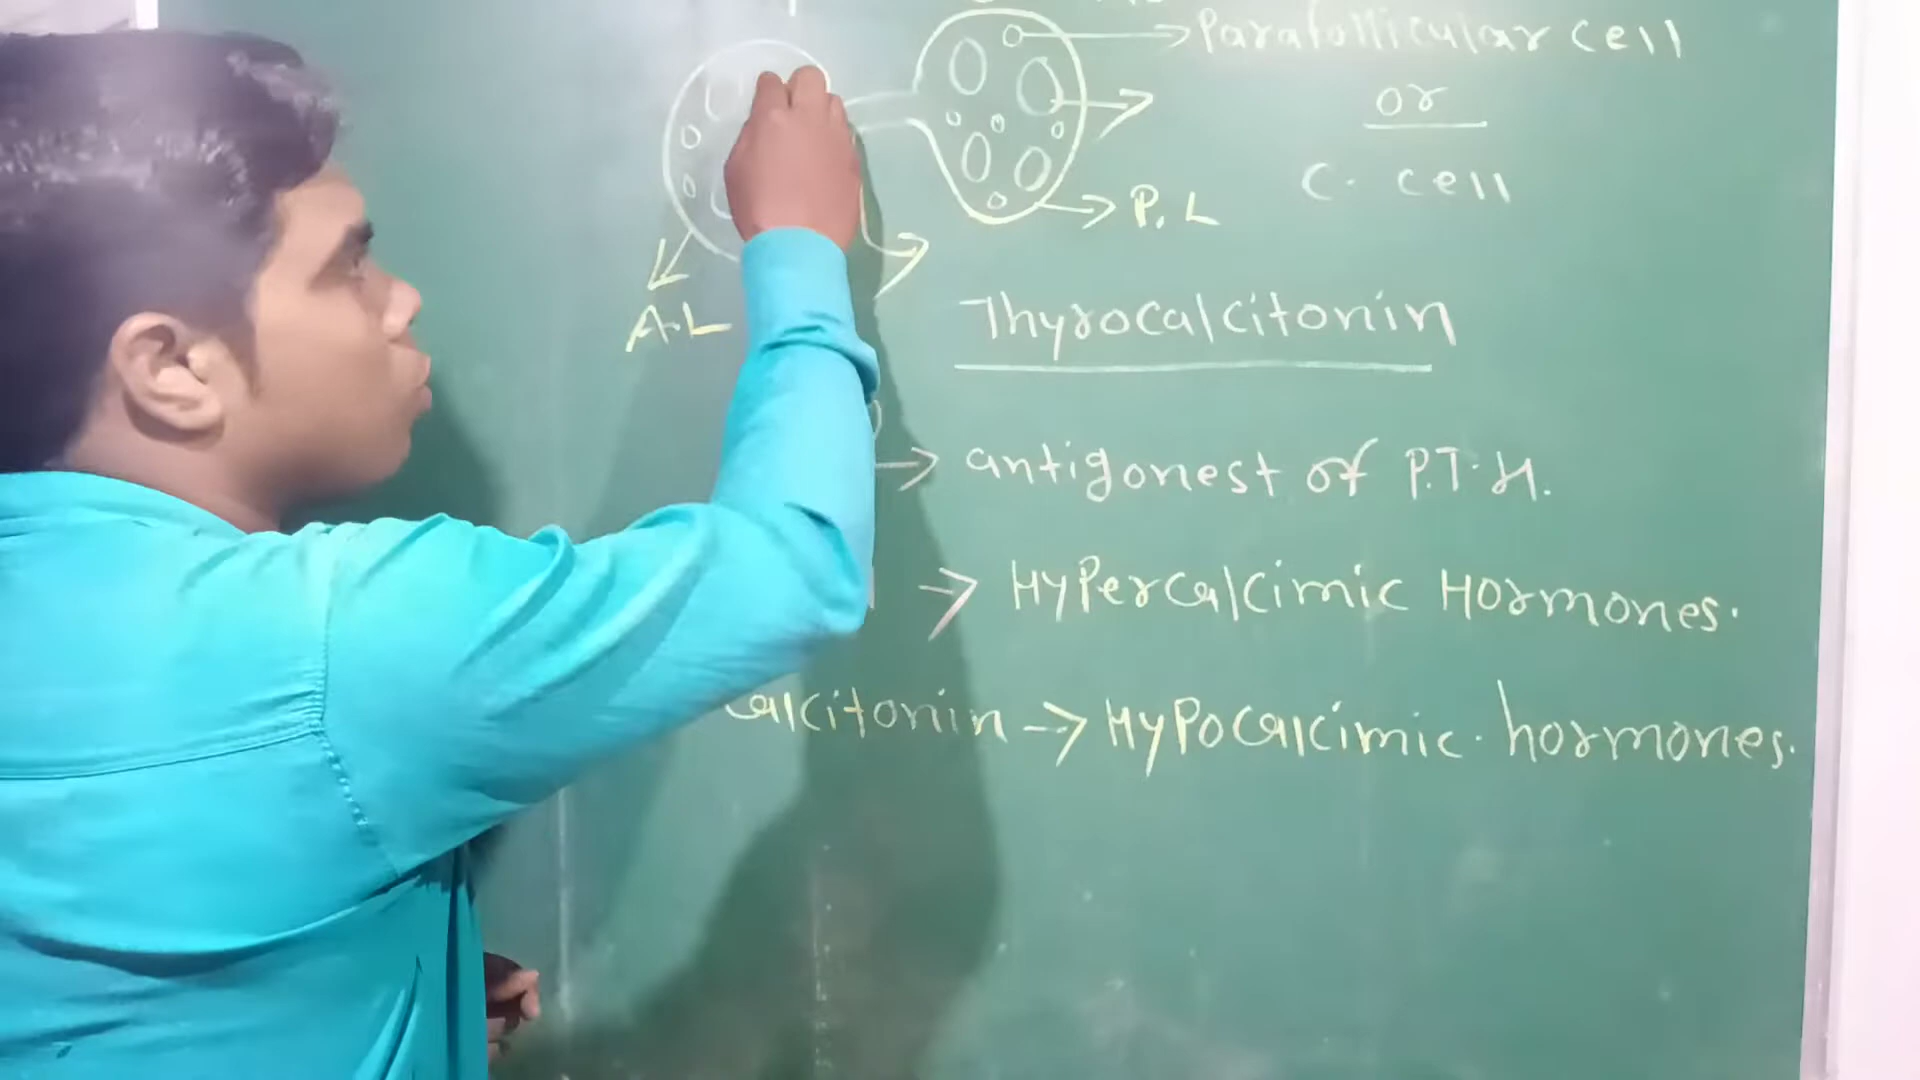 Parafollicular cell
or
C. cell
P. L
A.L
Thyrocalcitonin
→ antigonest of P.T.H.
→ HyPercalcimic Hormones.
calcitonin → HyPocalcimic. hormones.